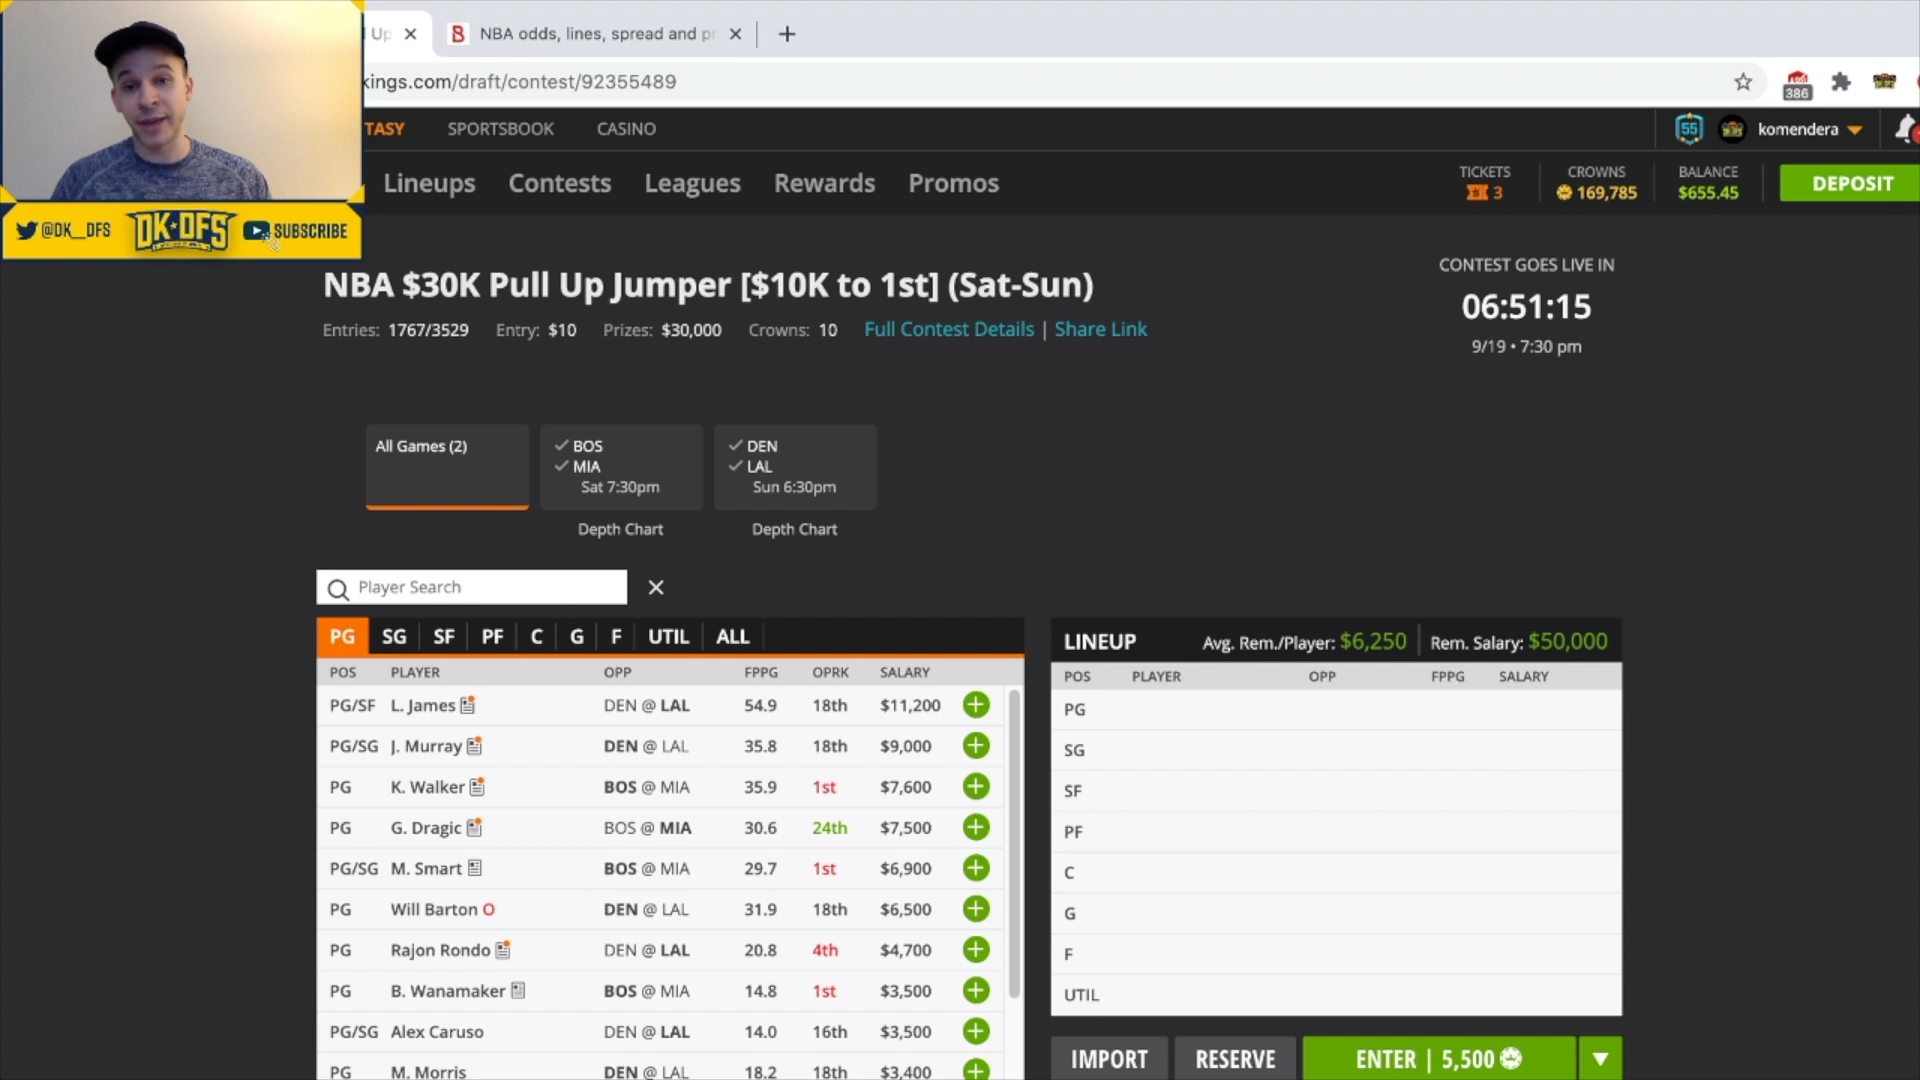 Up
NBA odds, lines, spread and pr
kings.com/draft/contest/92355489
386
TASY SPORTSBOOK CASINO
55 komendera
Lineups Contests Leagues Rewards Promos
TICKETS 3
CROWNS 169,785
BALANCE $655.45
DEPOSIT
@DK__DFS DK DFS SUBSCRIBE
NBA $30K Pull Up Jumper [$10K to 1st] (Sat-Sun)
Entries: 1767/3529 Entry: $10 Prizes: $30,000 Crowns: 10 Full Contest Details | Share Link
CONTEST GOES LIVE IN
06:51:15
9/19 • 7:30 pm
All Games (2)
BOS
MIA
Sat 7:30pm
Depth Chart
DEN
LAL
Sun 6:30pm
Depth Chart
Player Search
PG SG SF PF C G F UTIL ALL
POS PLAYER OPP FPPG OPRK SALARY
PG/SF L. James DEN @ LAL 54.9 18th $11,200
PG/SG J. Murray DEN @ LAL 35.8 18th $9,000
PG K. Walker BOS @ MIA 35.9 1st $7,600
PG G. Dragic BOS @ MIA 30.6 24th $7,500
PG/SG M. Smart BOS @ MIA 29.7 1st $6,900
PG Will Barton O DEN @ LAL 31.9 18th $6,500
PG Rajon Rondo DEN @ LAL 20.8 4th $4,700
PG B. Wanamaker BOS @ MIA 14.8 1st $3,500
PG/SG Alex Caruso DEN @ LAL 14.0 16th $3,500
PG M. Morris DEN @ LAL 18.2 18th $3,400
LINEUP Avg. Rem./Player: $6,250 Rem. Salary: $50,000
POS PLAYER OPP FPPG SALARY
PG
SG
SF
PF
C
G
F
UTIL
IMPORT RESERVE ENTER | 5,500